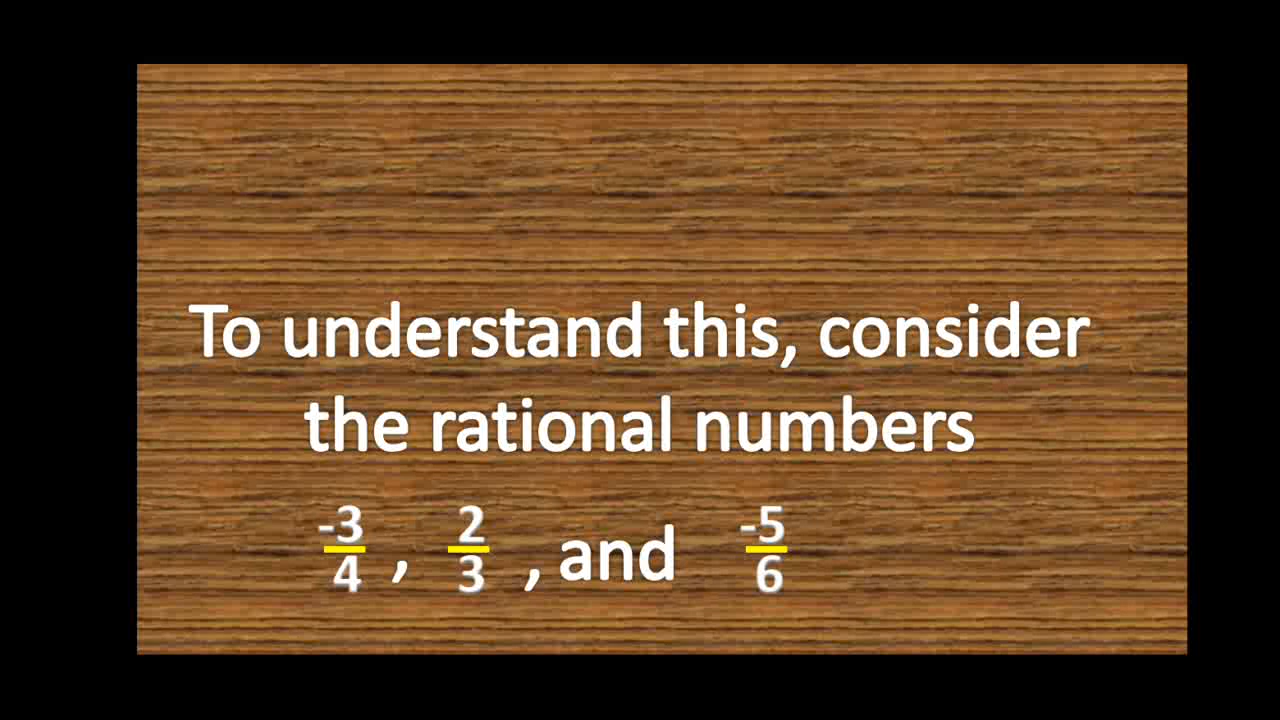 To understand this, consider
the rational numbers
-3/4 , 2/3 , and -5/6